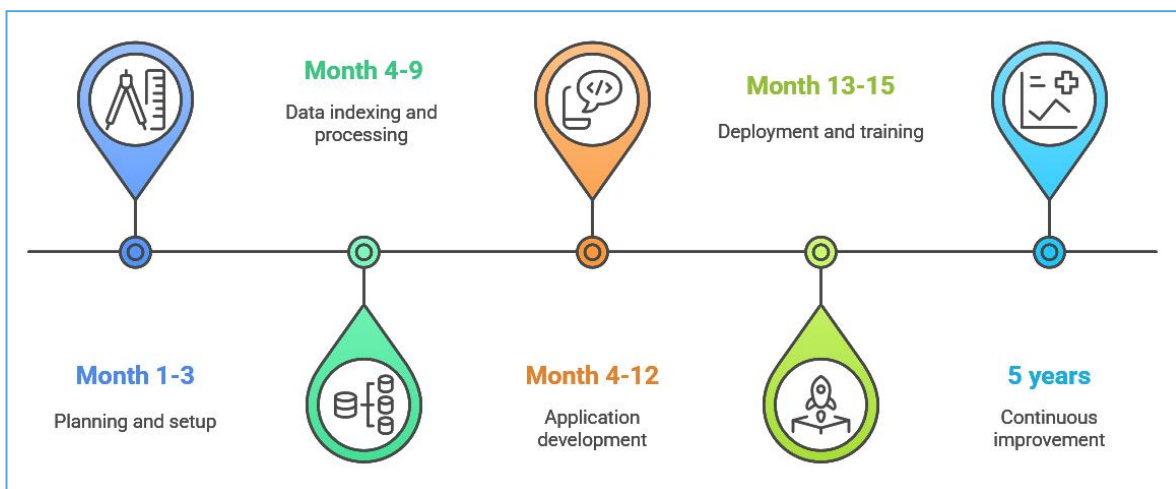 Month 1-3
Planning and setup
Month 4-9
Data indexing and
processing
</>
Month 4-12
Application
development
Month 13-15
Deployment and training
5 years
Continuous
improvement